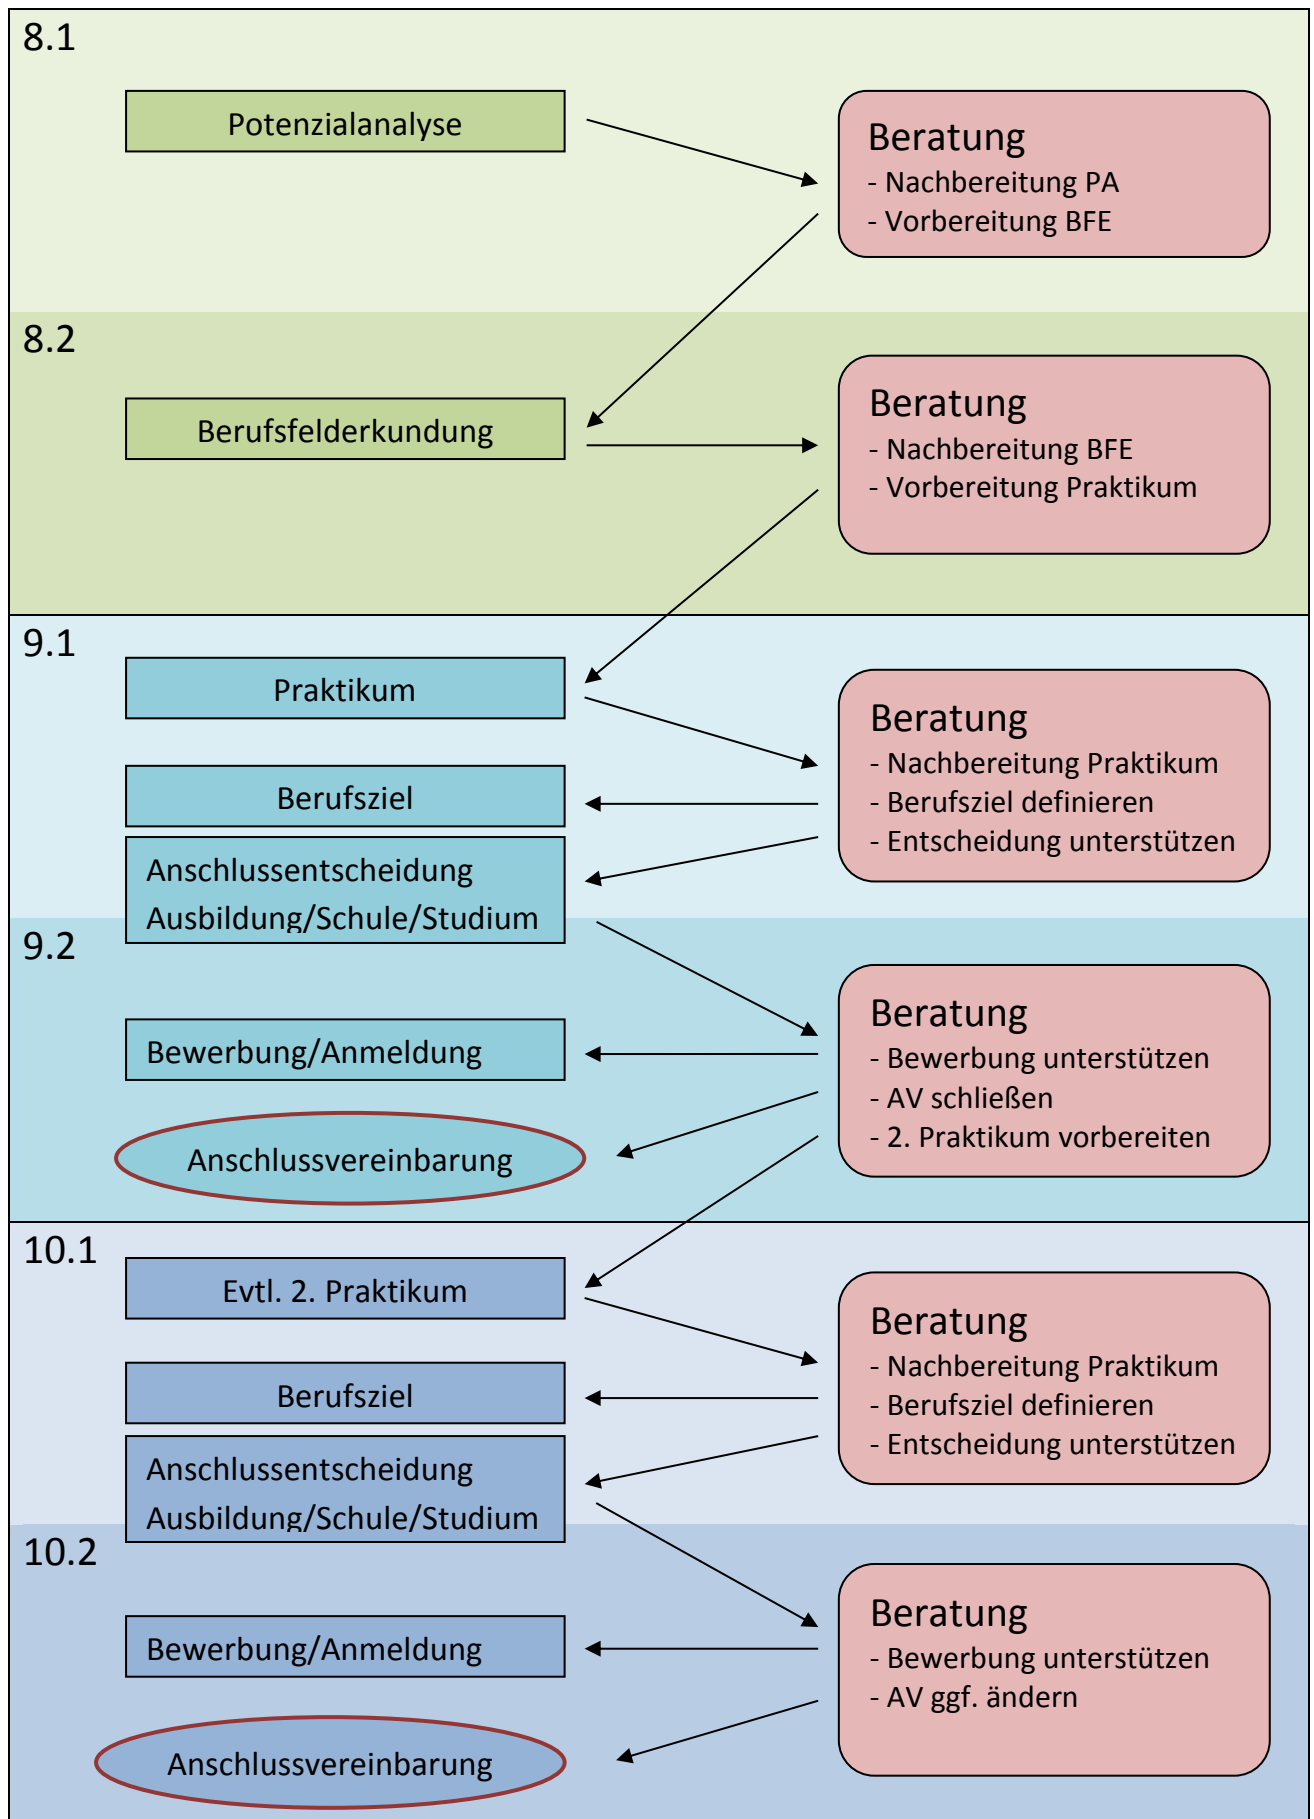 8.1
Potenzialanalyse
Beratung
- Nachbereitung PA
- Vorbereitung BFE
8.2
Berufsfelderkundung
Beratung
- Nachbereitung BFE
- Vorbereitung Praktikum
9.1
Praktikum
Berufsziel
Anschlussentscheidung
Ausbildung/Schule/Studium
Beratung
- Nachbereitung Praktikum
- Berufsziel definieren
- Entscheidung unterstützen
9.2
Bewerbung/Anmeldung
Anschlussvereinbarung
Beratung
- Bewerbung unterstützen
- AV schließen
- 2. Praktikum vorbereiten
10.1
Evtl. 2. Praktikum
Berufsziel
Anschlussentscheidung
Ausbildung/Schule/Studium
Beratung
- Nachbereitung Praktikum
- Berufsziel definieren
- Entscheidung unterstützen
10.2
Bewerbung/Anmeldung
Anschlussvereinbarung
Beratung
- Bewerbung unterstützen
- AV ggf. ändern